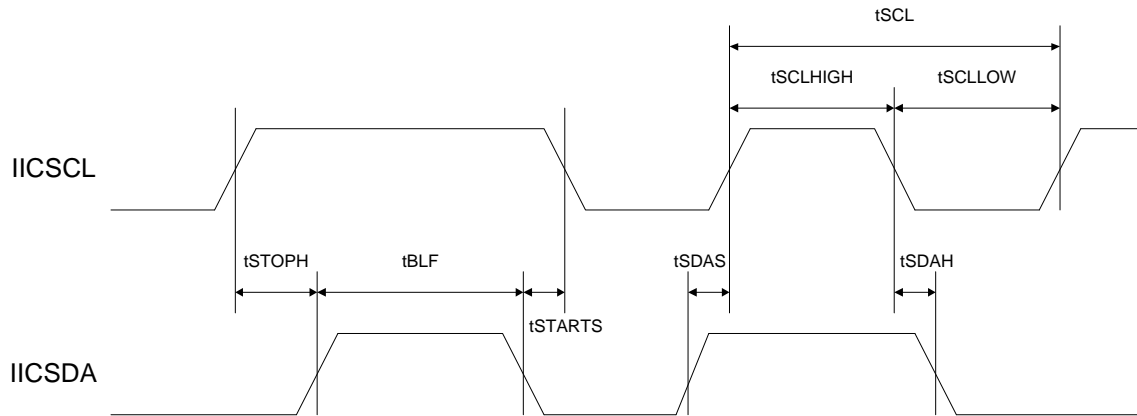 tSCL
tSCLHIGH tSCLLOW
IICSCL
tSTOPH tBLF tSDAS tSDAH
tSTARTS
IICSDA